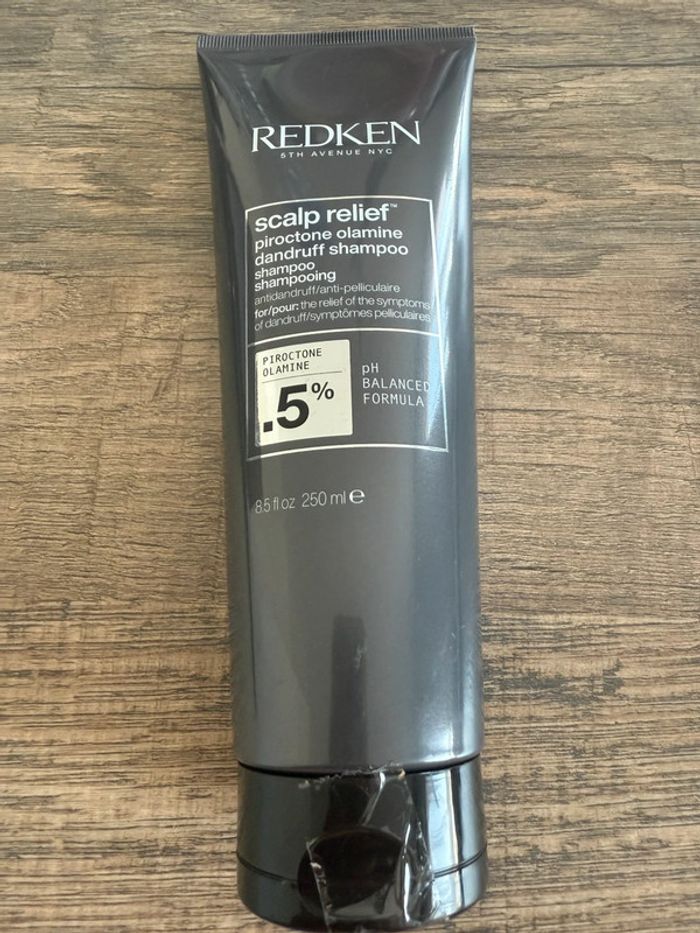 REDKEN
5TH AVENUE NYC
scalp relief™
piroctone olamine
dandruff shampoo
shampoo
shampooing
antidandruff/anti-pelliculaire
for/pour: the relief of the symptoms
of dandruff/symptômes pelliculaires
PIROCTONE
OLAMINE
.5%
pH
BALANCED
FORMULA
8.5 fl oz 250 ml ℮